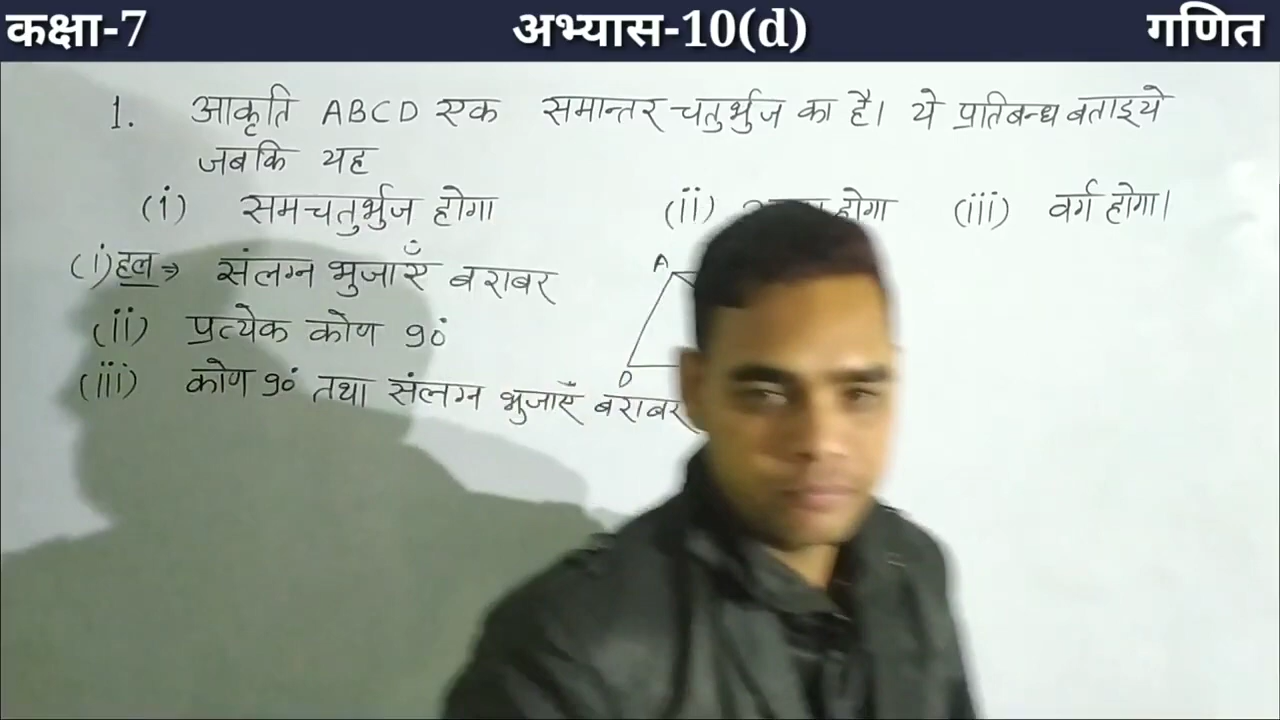 कक्षा-7 अभ्यास-10(d) गणित
1. आकृति ABCD एक समान्तर चतुर्भुज का है। ये प्रतिबन्ध बताइये
जबकि यह
(i) समचतुर्भुज होगा (ii) होगा (iii) वर्ग होगा।
(i) हल ⇒ संलग्न भुजाएँ बराबर
A
(ii) प्रत्येक कोण 90°
(iii) कोण 90° तथा संलग्न भुजाएँ बराबर
D